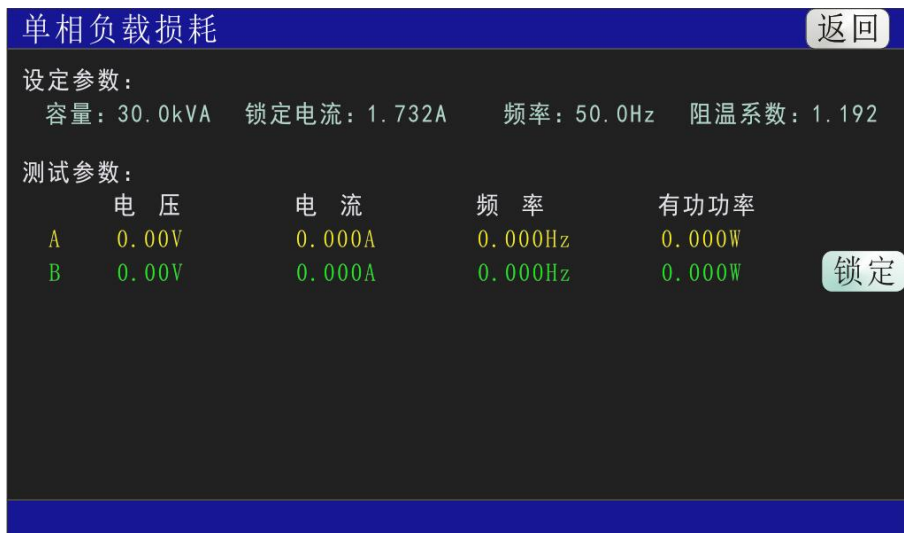 单相负载损耗 返回
设定参数：
容量：30.0kVA 锁定电流：1.732A 频率：50.0Hz 阻温系数：1.192
测试参数：
电 压 电 流 频 率 有功功率
A 0.00V 0.000A 0.000Hz 0.000W
B 0.00V 0.000A 0.000Hz 0.000W
锁定